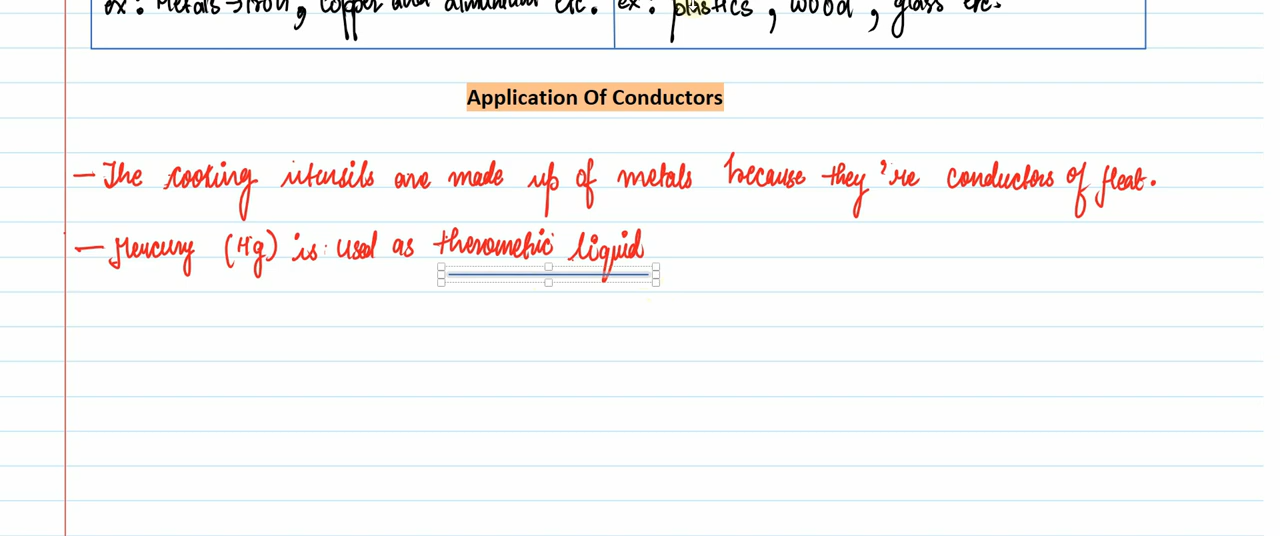 ex: Metals → Iron, Copper and aluminium etc.
ex: plastics, wood, glass etc.
Application Of Conductors
— The cooking utensils are made up of metals because they're conductors of Heat.
— Mercury (Hg) is used as thermometric liquid